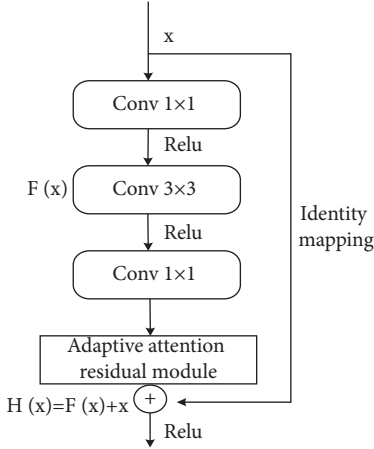 x
Conv 1×1
Relu
F (x)
Conv 3×3
Relu
Identity
mapping
Conv 1×1
Adaptive attention
residual module
H (x)=F (x)+x
+
Relu